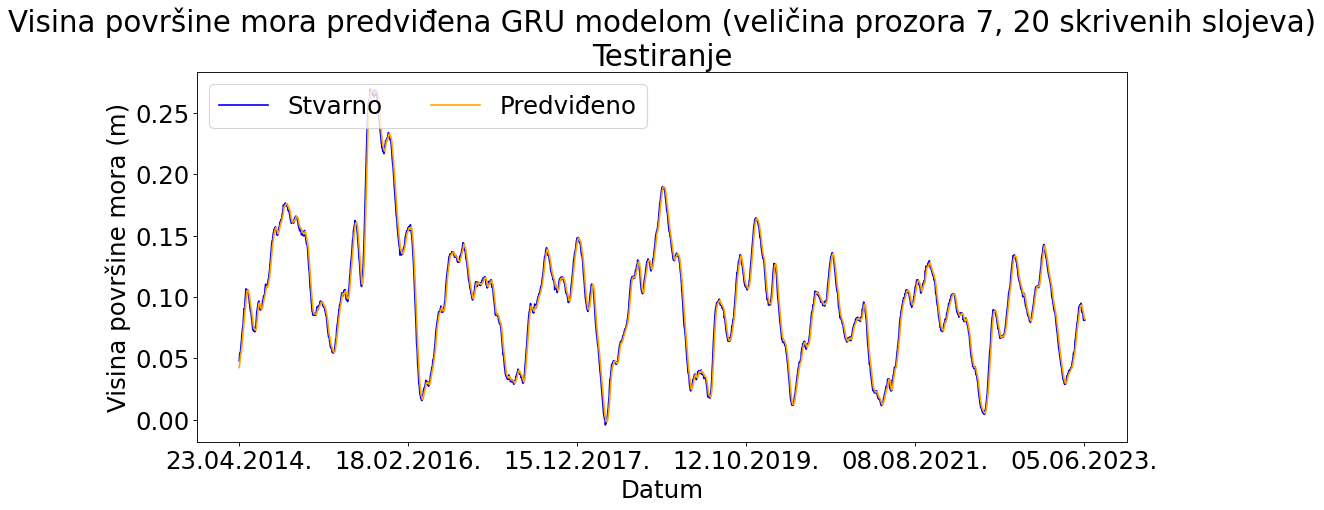 Visina površine mora predviđena GRU modelom (veličina prozora 7, 20 skrivenih slojeva)
Testiranje
Stvarno Predviđeno
Visina površine mora (m)
0.25
0.20
0.15
0.10
0.05
0.00
23.04.2014. 18.02.2016. 15.12.2017. 12.10.2019. 08.08.2021. 05.06.2023.
Datum